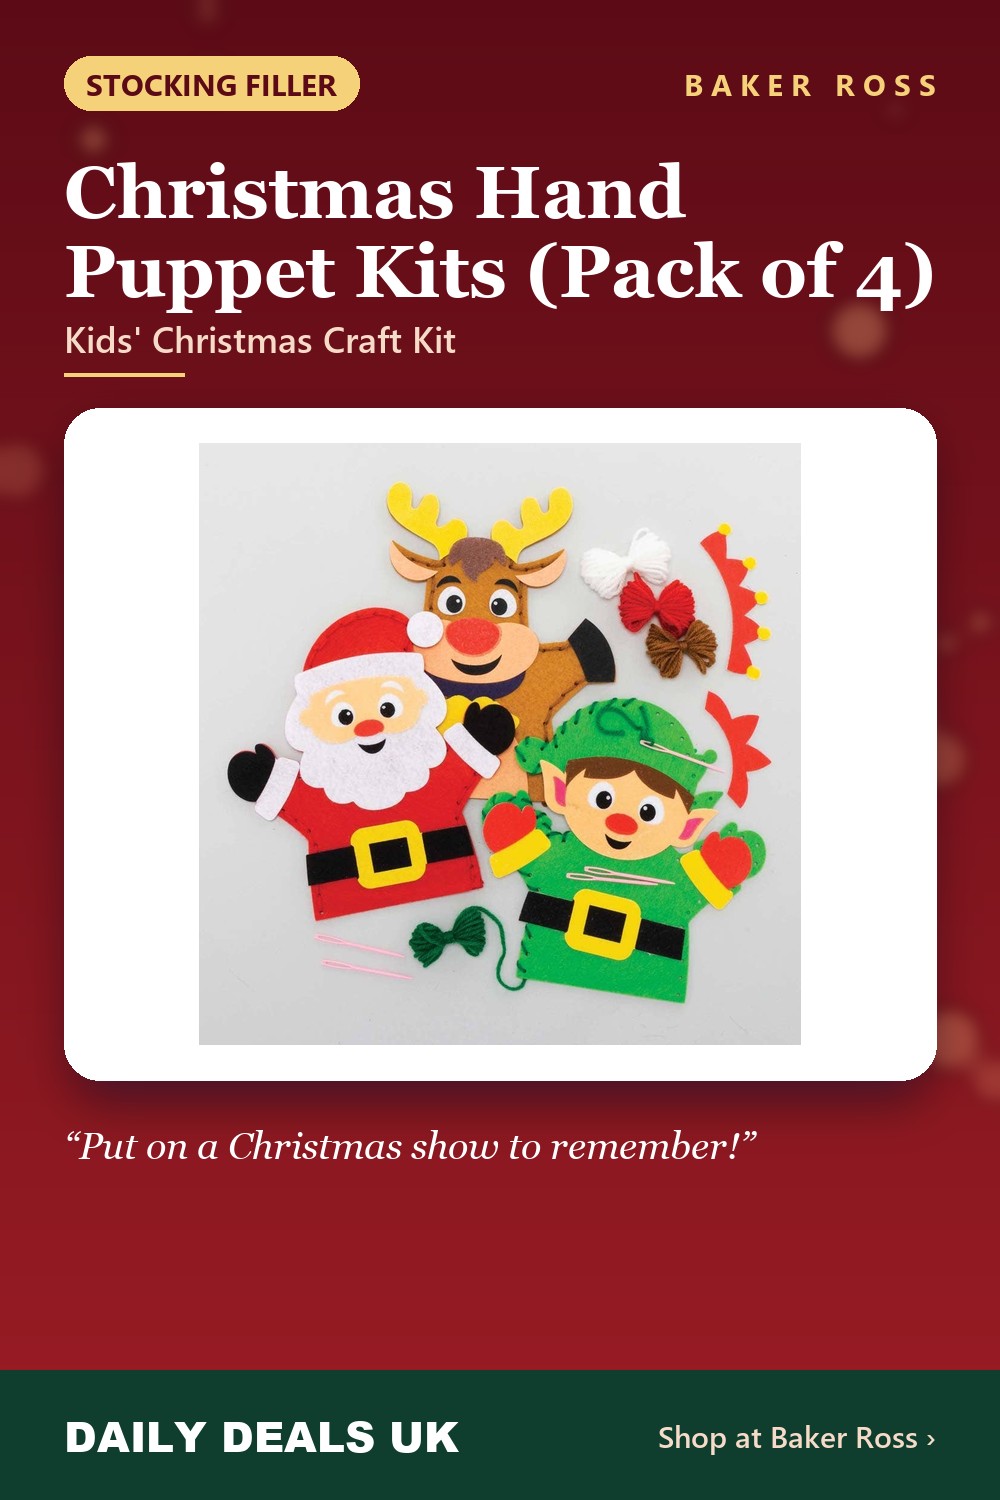 STOCKING FILLER
BAKER ROSS
Christmas Hand
Puppet Kits (Pack of 4)
Kids' Christmas Craft Kit
“Put on a Christmas show to remember!”
DAILY DEALS UK
Shop at Baker Ross ›